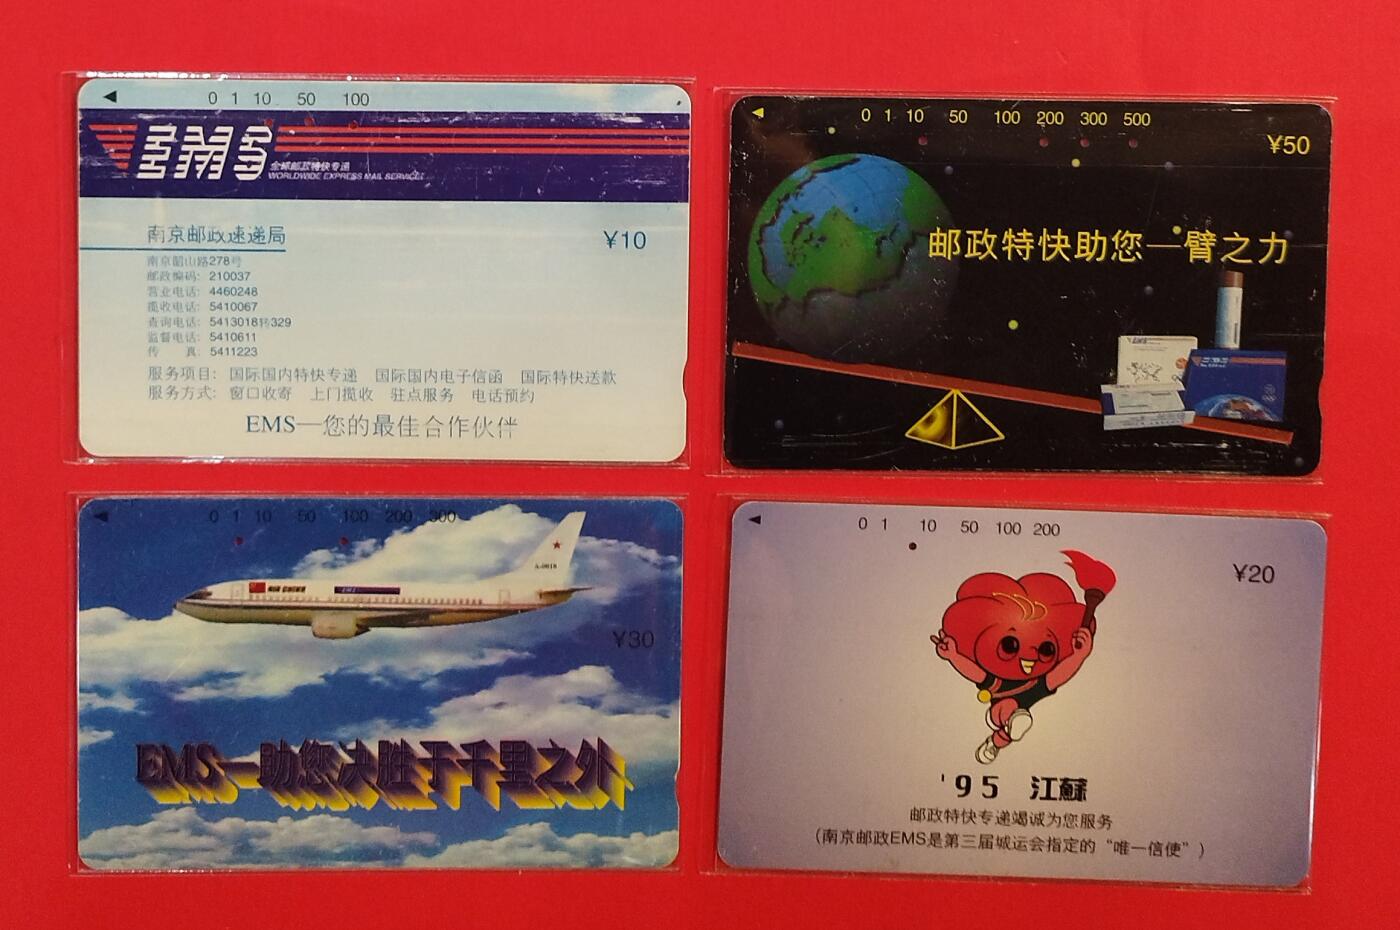 0 1 10 50 100
EMS
全球邮政特快专递
WORLDWIDE EXPRESS MAIL SERVICE
南京邮政速递局
¥10
南京韶山路278号
邮政编码: 210037
营业电话: 4460248
揽收电话: 5410067
查询电话: 5413018转329
监督电话: 5410611
传 真: 5411223
服务项目: 国际国内特快专递 国际国内电子信函 国际特快送款
服务方式: 窗口收寄 上门揽收 驻点服务 电话预约
EMS—您的最佳合作伙伴
0 1 10 50 100 200 300 500
¥50
邮政特快助您一臂之力
EMS
0 1 10 50 100 200 300
AIR CHINA
EMS
¥30
EMS—助您决胜于千里之外
0 1 10 50 100 200
¥20
'95 江蘇
邮政特快专递竭诚为您服务
(南京邮政EMS是第三届城运会指定的“唯一信使”)